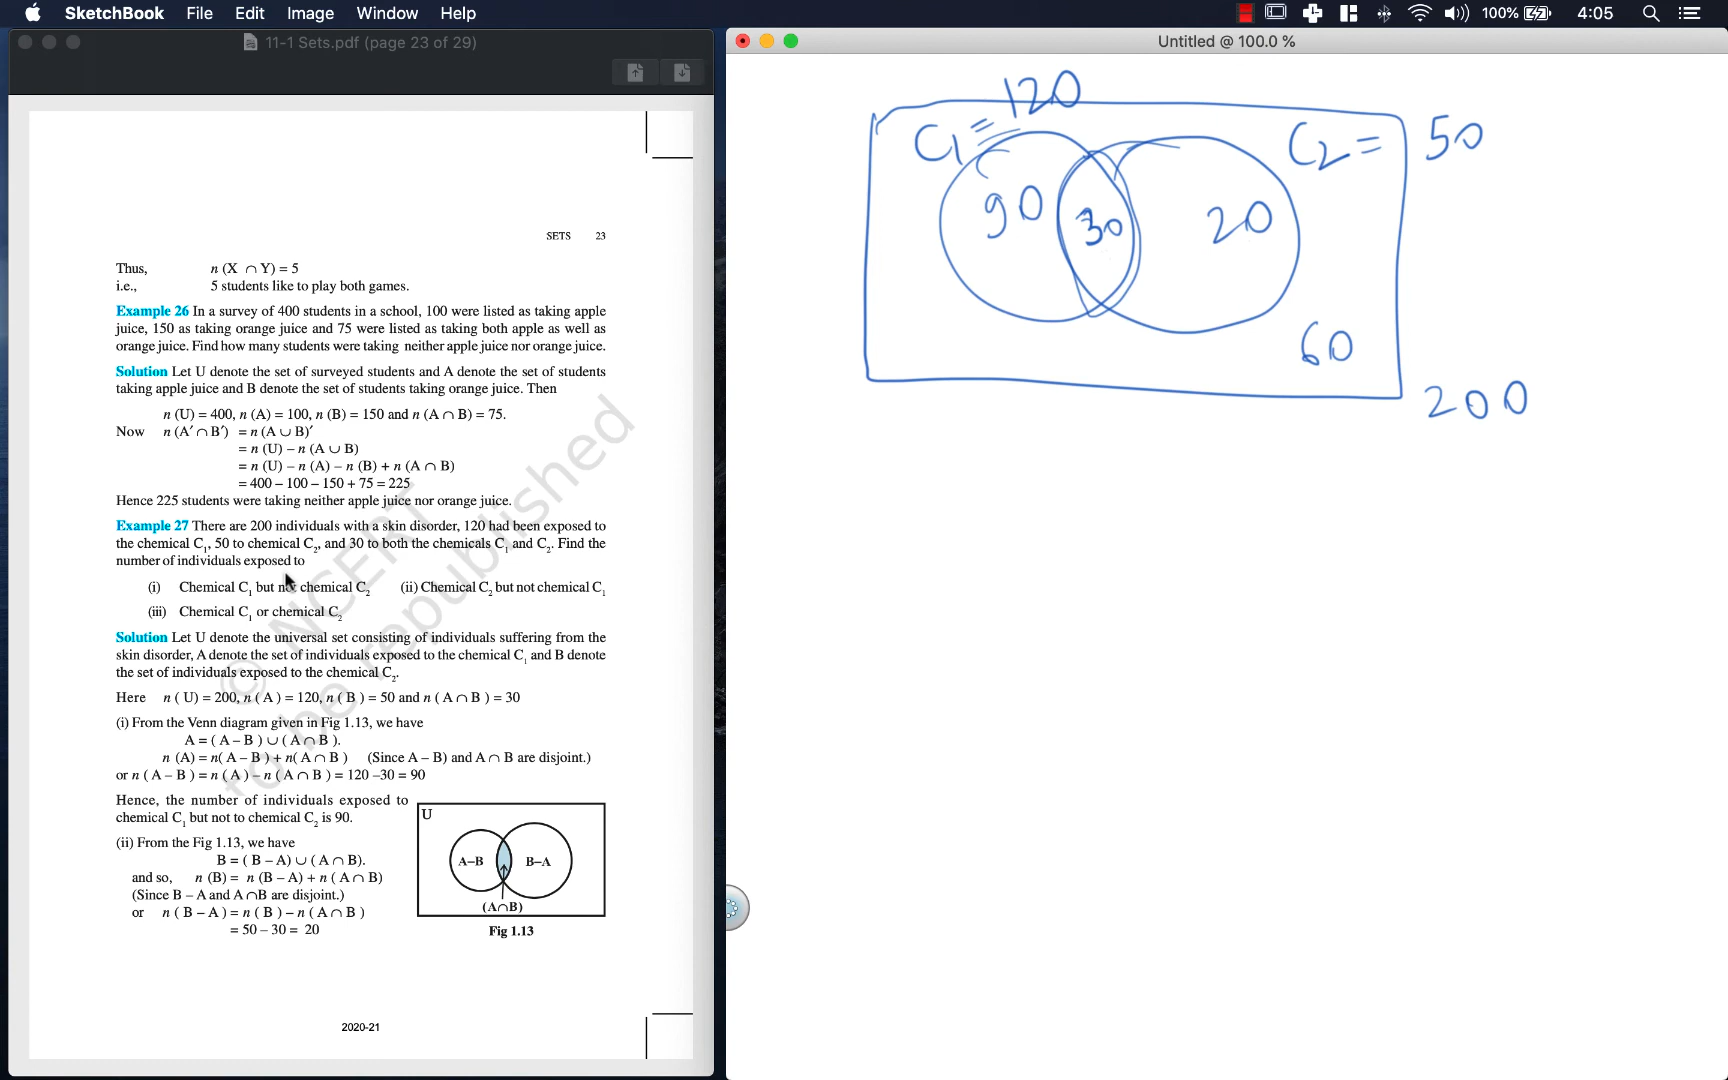 SketchBook File Edit Image Window Help 100% 4:05
11-1 Sets.pdf (page 23 of 29)
SETS 23
Thus, n (X ∩ Y) = 5
i.e., 5 students like to play both games.
Example 26 In a survey of 400 students in a school, 100 were listed as taking apple
juice, 150 as taking orange juice and 75 were listed as taking both apple as well as
orange juice. Find how many students were taking neither apple juice nor orange juice.
Solution Let U denote the set of surveyed students and A denote the set of students
taking apple juice and B denote the set of students taking orange juice. Then
n (U) = 400, n (A) = 100, n (B) = 150 and n (A ∩ B) = 75.
Now n (A′ ∩ B′) = n (A ∪ B)′
= n (U) – n (A ∪ B)
= n (U) – n (A) – n (B) + n (A ∩ B)
= 400 – 100 – 150 + 75 = 225
Hence 225 students were taking neither apple juice nor orange juice.
Example 27 There are 200 individuals with a skin disorder, 120 had been exposed to
the chemical C₁, 50 to chemical C₂, and 30 to both the chemicals C₁ and C₂. Find the
number of individuals exposed to
(i) Chemical C₁ but not chemical C₂ (ii) Chemical C₂ but not chemical C₁
(iii) Chemical C₁ or chemical C₂
Solution Let U denote the universal set consisting of individuals suffering from the
skin disorder, A denote the set of individuals exposed to the chemical C₁ and B denote
the set of individuals exposed to the chemical C₂.
Here n ( U) = 200, n ( A ) = 120, n ( B ) = 50 and n ( A ∩ B ) = 30
(i) From the Venn diagram given in Fig 1.13, we have
A = ( A – B ) ∪ ( A ∩ B ).
n (A) = n( A – B ) + n( A ∩ B ) (Since A – B) and A ∩ B are disjoint.)
or n ( A – B ) = n ( A ) – n ( A ∩ B ) = 120 –30 = 90
Hence, the number of individuals exposed to
chemical C₁ but not to chemical C₂ is 90.
(ii) From the Fig 1.13, we have
B = ( B – A) ∪ ( A ∩ B).
and so, n (B) = n (B – A) + n ( A ∩ B)
(Since B – A and A ∩B are disjoint.)
or n ( B – A ) = n ( B ) – n ( A ∩ B )
= 50 – 30 = 20
U
A–B B–A
(A∩B)
Fig 1.13
2020-21
© NCERT
to be republished
Untitled @ 100.0 %
C₁ = 120
C₂ = 50
90 30 20
60
200